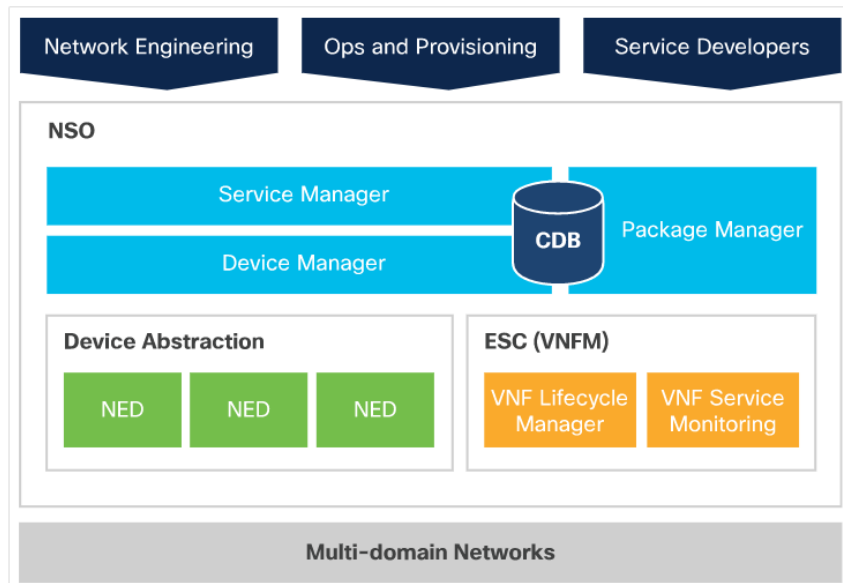 Network Engineering
Ops and Provisioning
Service Developers
NSO
Service Manager
Device Manager
CDB
Package Manager
Device Abstraction
NED
NED
NED
ESC (VNFM)
VNF Lifecycle
Manager
VNF Service
Monitoring
Multi-domain Networks